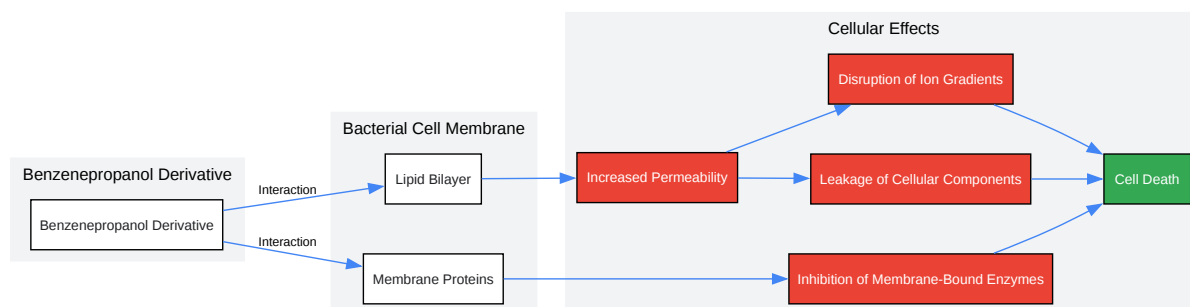 Benzenepropanol Derivative
Benzenepropanol Derivative
Interaction
Interaction
Bacterial Cell Membrane
Lipid Bilayer
Membrane Proteins
Cellular Effects
Disruption of Ion Gradients
Increased Permeability
Leakage of Cellular Components
Cell Death
Inhibition of Membrane-Bound Enzymes